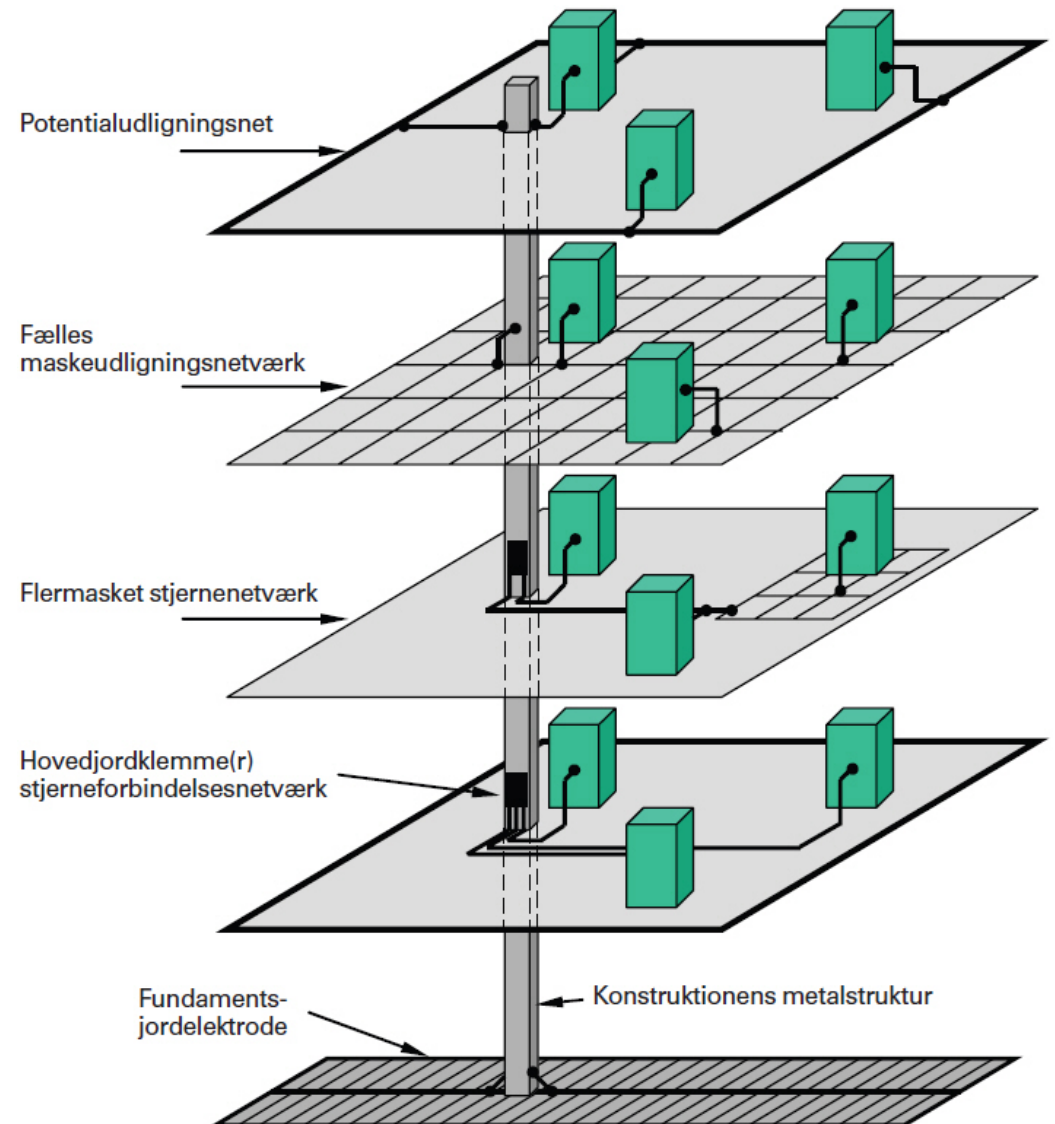 Potentialudligningsnet
Fælles
maskeudligningsnetværk
Flermasket stjernenetværk
Hovedjordklemme(r)
stjerneforbindelsesnetværk
Fundaments-
jordelektrode
Konstruktionens metalstruktur